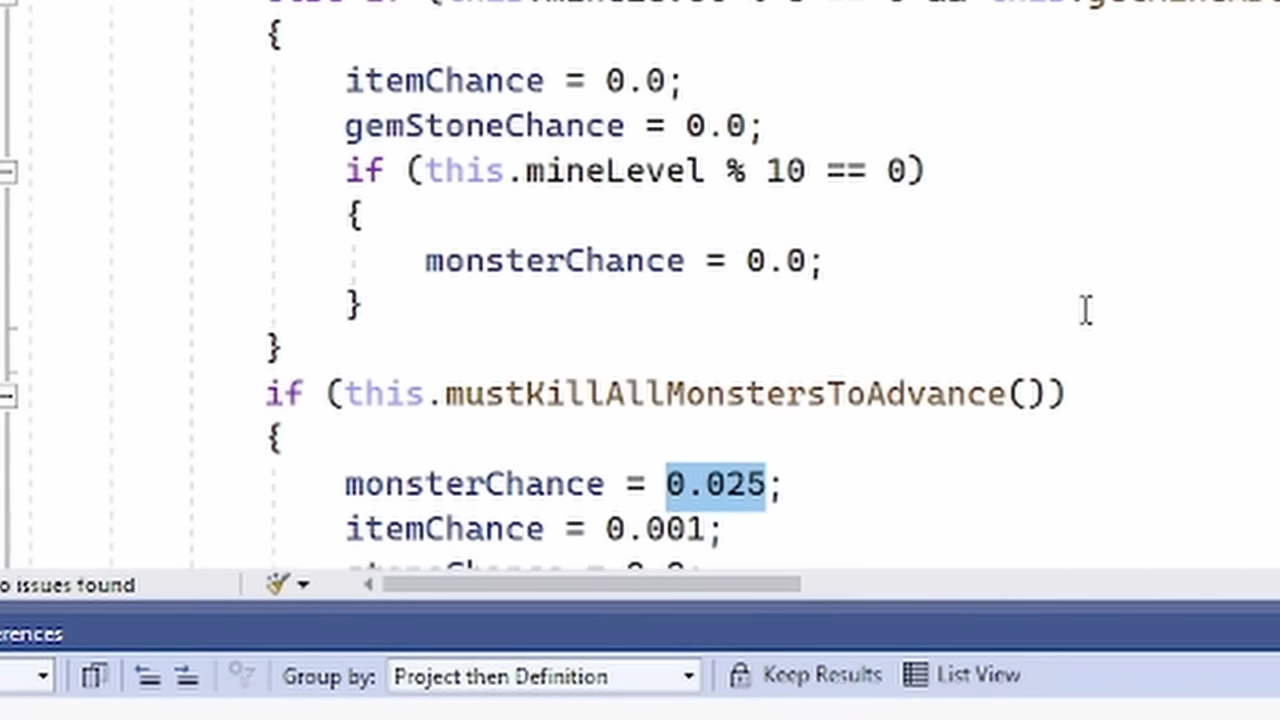 {
itemChance = 0.0;
gemStoneChance = 0.0;
if (this.mineLevel % 10 == 0)
{
monsterChance = 0.0;
}
}
if (this.mustKillAllMonstersToAdvance())
{
monsterChance = 0.025;
itemChance = 0.001;
issues found
Group by: Project then Definition Keep Results List View